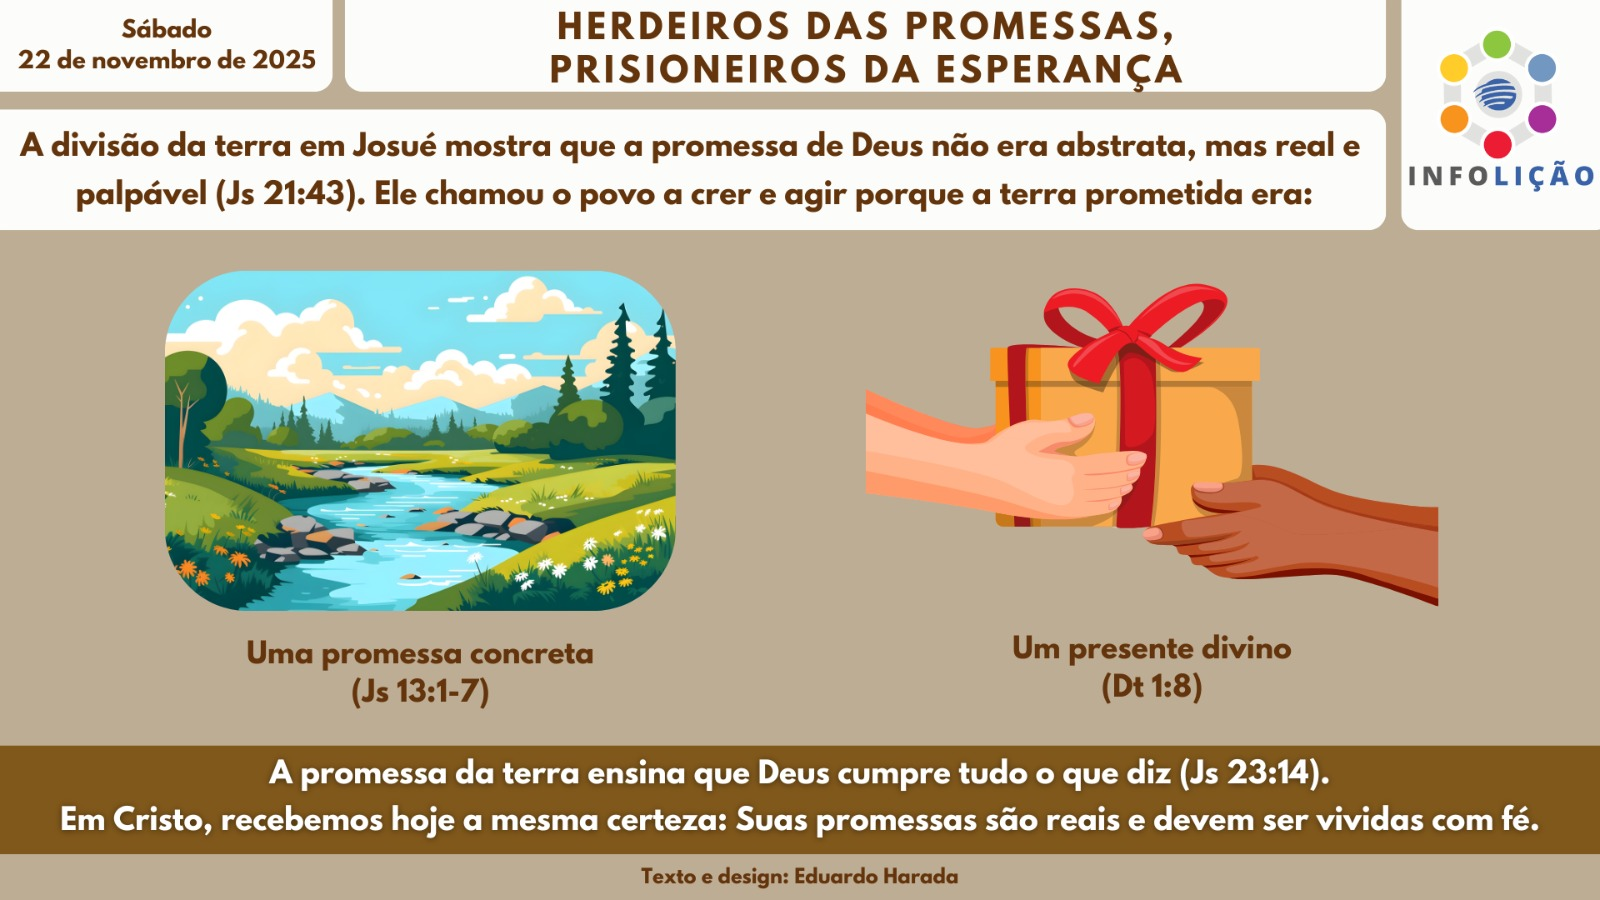 Sábado
22 de novembro de 2025
HERDEIROS DAS PROMESSAS,
PRISIONEIROS DA ESPERANÇA
INFOLIÇÃO
A divisão da terra em Josué mostra que a promessa de Deus não era abstrata, mas real e
palpável (Js 21:43). Ele chamou o povo a crer e agir porque a terra prometida era:
Uma promessa concreta
(Js 13:1-7)
Um presente divino
(Dt 1:8)
A promessa da terra ensina que Deus cumpre tudo o que diz (Js 23:14).
Em Cristo, recebemos hoje a mesma certeza: Suas promessas são reais e devem ser vividas com fé.
Texto e design: Eduardo Harada